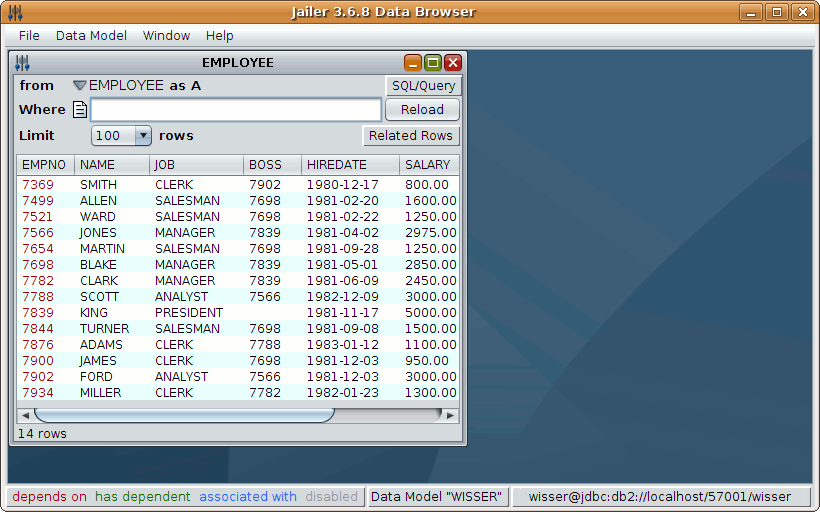 Jailer 3.6.8 Data Browser
File Data Model Window Help
EMPLOYEE
from EMPLOYEE as A SQL/Query
Where Reload
Limit 100 rows Related Rows
EMPNO NAME JOB BOSS HIREDATE SALARY
7369 SMITH CLERK 7902 1980-12-17 800.00
7499 ALLEN SALESMAN 7698 1981-02-20 1600.00
7521 WARD SALESMAN 7698 1981-02-22 1250.00
7566 JONES MANAGER 7839 1981-04-02 2975.00
7654 MARTIN SALESMAN 7698 1981-09-28 1250.00
7698 BLAKE MANAGER 7839 1981-05-01 2850.00
7782 CLARK MANAGER 7839 1981-06-09 2450.00
7788 SCOTT ANALYST 7566 1982-12-09 3000.00
7839 KING PRESIDENT 1981-11-17 5000.00
7844 TURNER SALESMAN 7698 1981-09-08 1500.00
7876 ADAMS CLERK 7788 1983-01-12 1100.00
7900 JAMES CLERK 7698 1981-12-03 950.00
7902 FORD ANALYST 7566 1981-12-03 3000.00
7934 MILLER CLERK 7782 1982-01-23 1300.00
14 rows
depends on has dependent associated with disabled Data Model "WISSER" wisser@jdbc:db2://localhost/57001/wisser